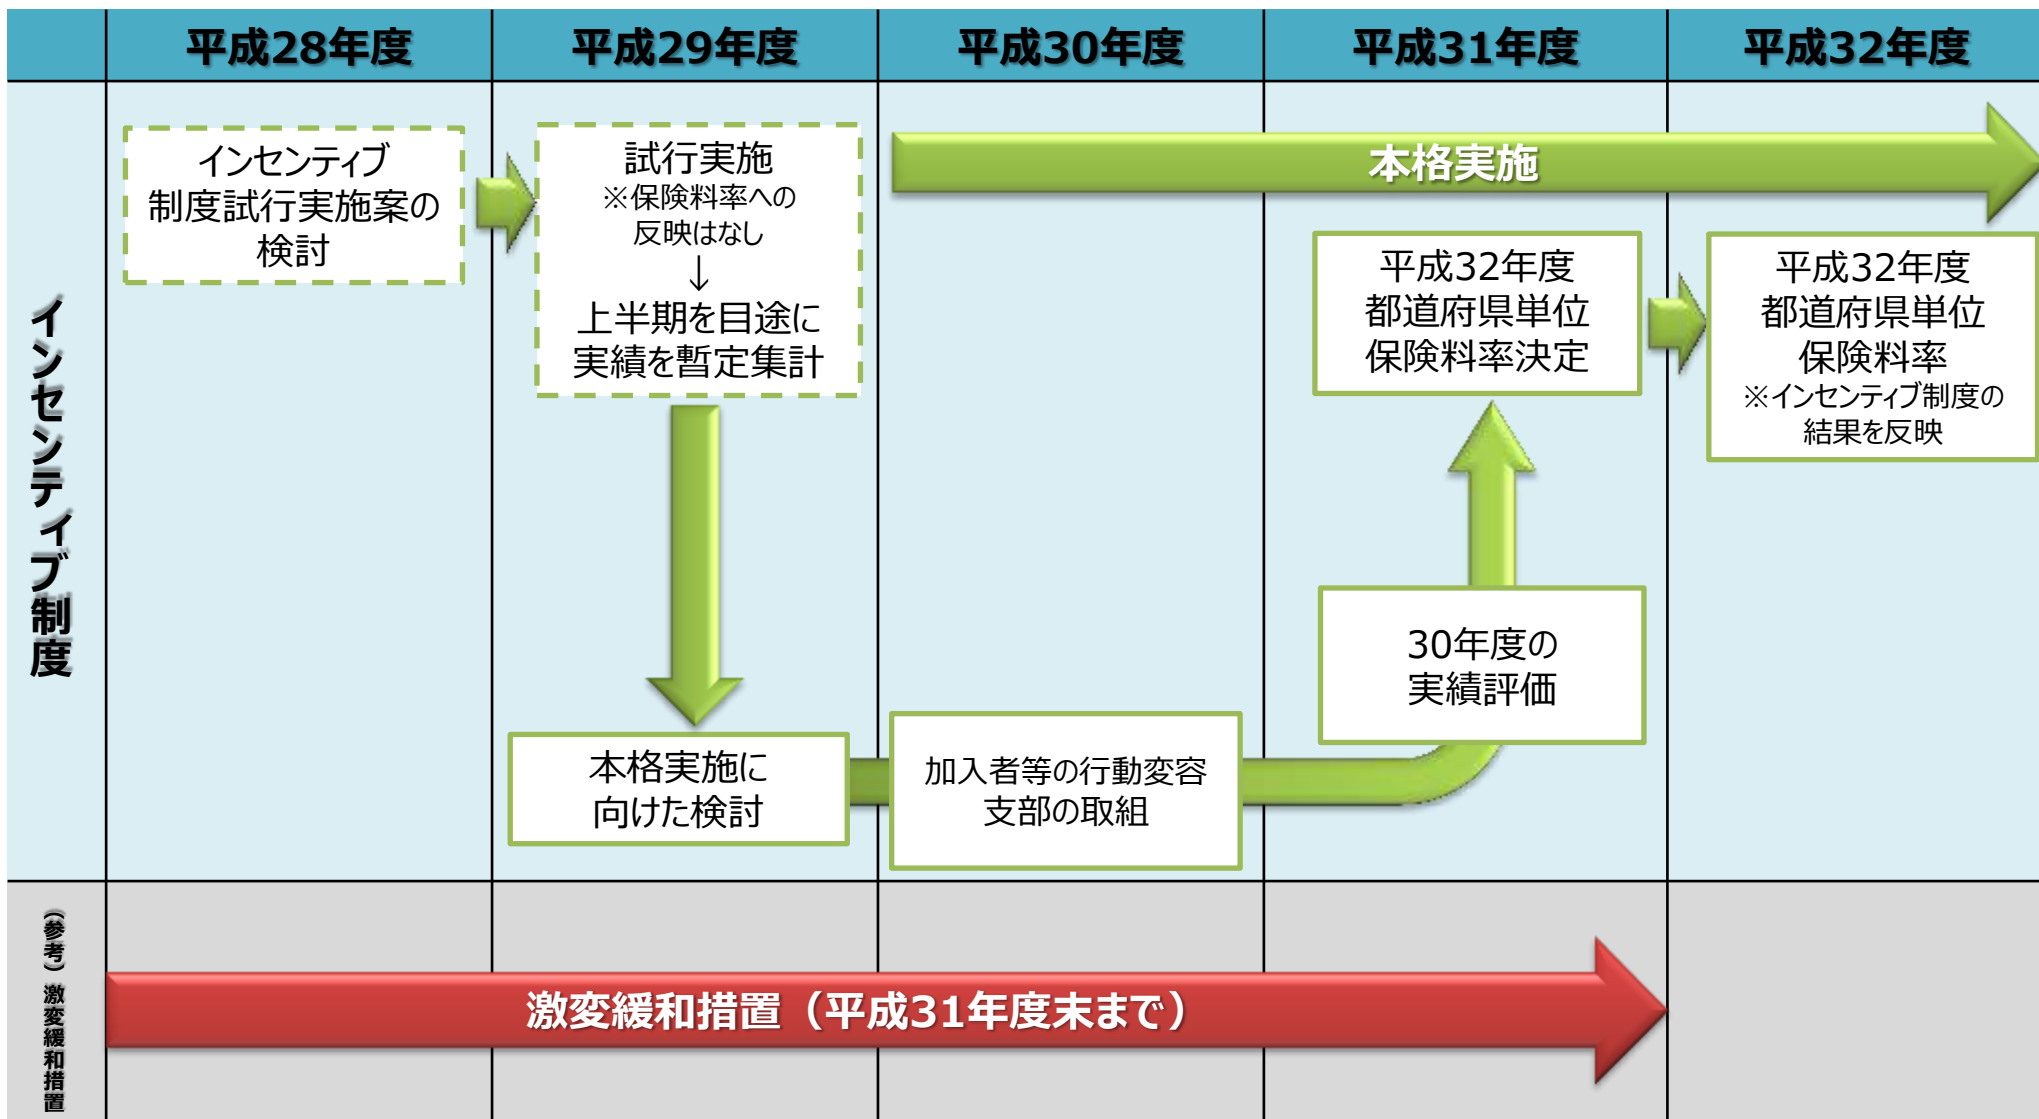 平成28年度
平成29年度
平成30年度
平成31年度
平成32年度
インセンティブ制度
インセンティブ
制度試行実施案の
検討
試行実施
※保険料率への
反映はなし
↓
上半期を目途に
実績を暫定集計
本格実施に
向けた検討
本格実施
加入者等の行動変容
支部の取組
平成32年度
都道府県単位
保険料率決定
30年度の
実績評価
平成32年度
都道府県単位
保険料率
※インセンティブ制度の
結果を反映
（参考）激変緩和措置
激変緩和措置（平成31年度末まで）